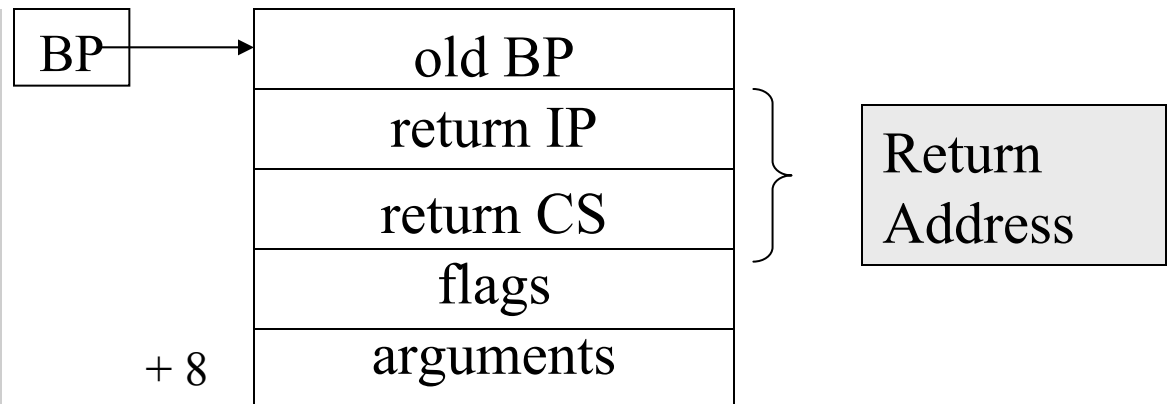 BP
old BP
return IP
return CS
flags
+ 8
arguments
Return
Address